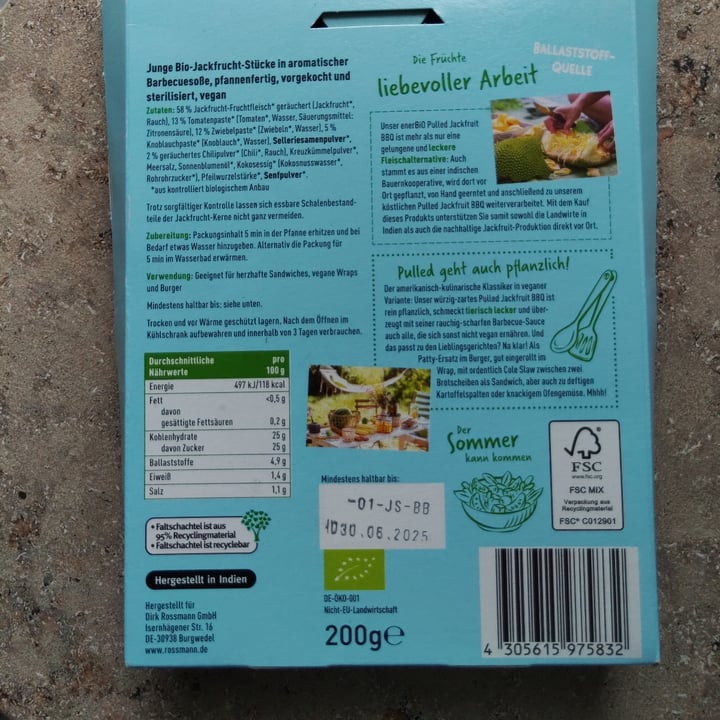 Junge Bio-Jackfrucht-Stücke in aromatischer
Barbecuesoße, pfannenfertig, vorgekocht und
sterilisiert, vegan
Zutaten: 58 % Jackfrucht-Fruchtfleisch* geräuchert (Jackfrucht*,
Rauch), 13 % Tomatenpaste* (Tomaten*, Wasser, Säuerungsmittel:
Zitronensäure), 12 % Zwiebelpaste* (Zwiebeln*, Wasser), 5 %
Knoblauchpaste* (Knoblauch*, Wasser), Selleriesamenpulver*,
2 % geräuchertes Chilipulver* (Chili*, Rauch), Kreuzkümmelpulver*,
Meersalz, Sonnenblumenöl*, Kokosessig* (Kokosnusswasser*,
Rohrohrzucker*), Pfeilwurzelstärke*, Senfpulver*.
*aus kontrolliert biologischem Anbau
Trotz sorgfältiger Kontrolle lassen sich essbare Schalenbestand-
teile der Jackfrucht-Kerne nicht ganz vermeiden.
Zubereitung: Packungsinhalt 5 min in der Pfanne erhitzen und bei
Bedarf etwas Wasser hinzugeben. Alternativ die Packung für
5 min im Wasserbad erwärmen.
Verwendung: Geeignet für herzhafte Sandwiches, vegane Wraps
und Burger
Mindestens haltbar bis: siehe unten.
Trocken und vor Wärme geschützt lagern. Nach dem Öffnen im
Kühlschrank aufbewahren und innerhalb von 3 Tagen verbrauchen.
Durchschnittliche pro
Nährwerte 100 g
Energie 497 kJ/118 kcal
Fett <0,5 g
davon
gesättigte Fettsäuren 0,2 g
Kohlenhydrate 25 g
davon Zucker 25 g
Ballaststoffe 4,9 g
Eiweiß 1,4 g
Salz 1,1 g
• Faltschachtel ist aus
95% Recyclingmaterial
• Faltschachtel ist recyclebar
Hergestellt in Indien
Hergestellt für
Dirk Rossmann GmbH
Isernhägener Str. 16
DE-30938 Burgwedel
www.rossmann.de
Die Früchte
liebevoller Arbeit
BALLASTSTOFF-
QUELLE
Unser enerBiO Pulled Jackfruit
BBQ ist mehr als nur eine
gelungene und leckere
Fleischalternative: Auch
stammt es aus einer indischen
Bauernkooperative, wird dort vor
Ort gepflanzt, von Hand geerntet und anschließend zu unserem
köstlichen Pulled Jackfruit BBQ weiterverarbeitet. Mit dem Kauf
dieses Produkts unterstützen Sie damit sowohl die Landwirte in
Indien als auch die nachhaltige Jackfruit-Produktion direkt vor Ort.
Pulled geht auch pflanzlich!
Der amerikanisch-kulinarische Klassiker in veganer
Variante: Unser würzig-zartes Pulled Jackfruit BBQ ist
rein pflanzlich, schmeckt tierisch lecker und über-
zeugt mit seiner rauchig-scharfen Barbecue-Sauce
auch alle, die sich sonst nicht vegan ernähren. Und
das passt zu den Lieblingsgerichten? Na klar! Als
Patty-Ersatz im Burger, gut eingerollt im
Wrap, mit ordentlich Cole Slaw zwischen zwei
Brotscheiben als Sandwich, aber auch zu deftigen
Kartoffelspalten oder knackigem Ofengemüse. Mhhh!
Der
Sommer
kann kommen
Mindestens haltbar bis:
-01-JS-BB
30.06.2025
DE-ÖKO-001
Nicht-EU-Landwirtschaft
200g℮
FSC
www.fsc.org
FSC MIX
Verpackung aus
Recyclingmaterial
FSC® C012901
4 305615 975832